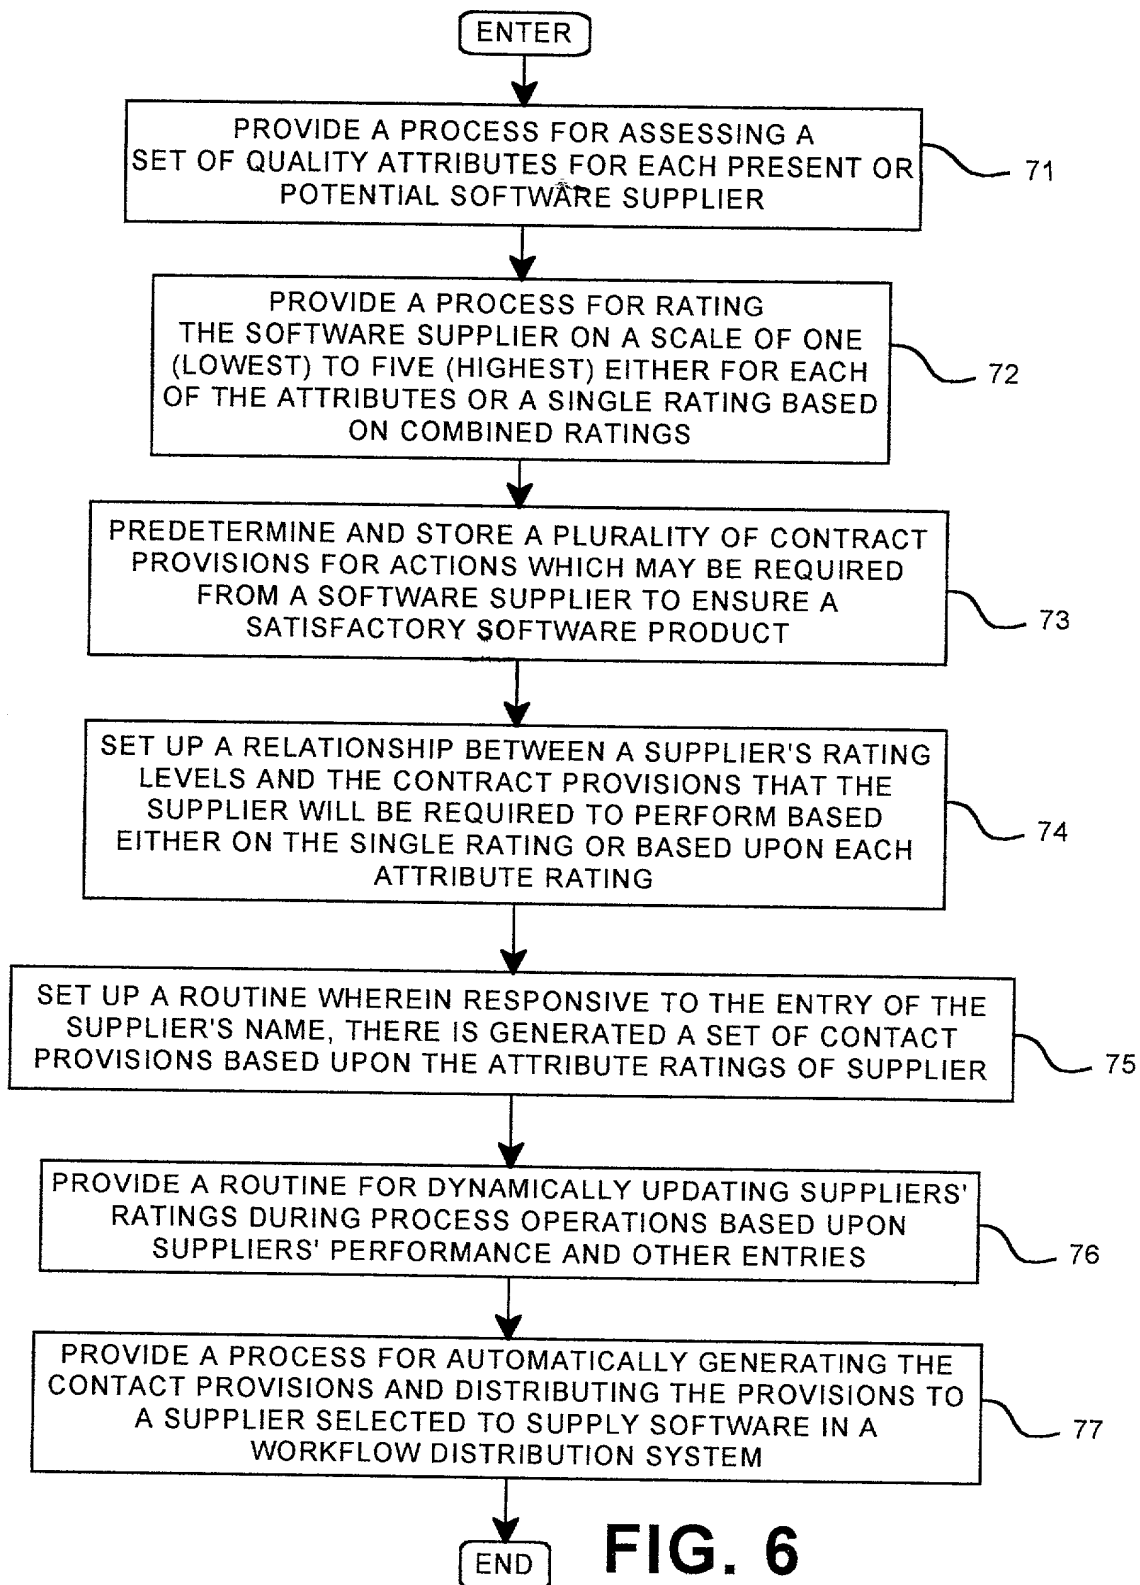 ENTER
PROVIDE A PROCESS FOR ASSESSING A
SET OF QUALITY ATTRIBUTES FOR EACH PRESENT OR
POTENTIAL SOFTWARE SUPPLIER
71
PROVIDE A PROCESS FOR RATING
THE SOFTWARE SUPPLIER ON A SCALE OF ONE
(LOWEST) TO FIVE (HIGHEST) EITHER FOR EACH
OF THE ATTRIBUTES OR A SINGLE RATING BASED
ON COMBINED RATINGS
72
PREDETERMINE AND STORE A PLURALITY OF CONTRACT
PROVISIONS FOR ACTIONS WHICH MAY BE REQUIRED
FROM A SOFTWARE SUPPLIER TO ENSURE A
SATISFACTORY SOFTWARE PRODUCT
73
SET UP A RELATIONSHIP BETWEEN A SUPPLIER'S RATING
LEVELS AND THE CONTRACT PROVISIONS THAT THE
SUPPLIER WILL BE REQUIRED TO PERFORM BASED
EITHER ON THE SINGLE RATING OR BASED UPON EACH
ATTRIBUTE RATING
74
SET UP A ROUTINE WHEREIN RESPONSIVE TO THE ENTRY OF THE
SUPPLIER'S NAME, THERE IS GENERATED A SET OF CONTACT
PROVISIONS BASED UPON THE ATTRIBUTE RATINGS OF SUPPLIER
75
PROVIDE A ROUTINE FOR DYNAMICALLY UPDATING SUPPLIERS'
RATINGS DURING PROCESS OPERATIONS BASED UPON
SUPPLIERS' PERFORMANCE AND OTHER ENTRIES
76
PROVIDE A PROCESS FOR AUTOMATICALLY GENERATING THE
CONTACT PROVISIONS AND DISTRIBUTING THE PROVISIONS TO
A SUPPLIER SELECTED TO SUPPLY SOFTWARE IN A
WORKFLOW DISTRIBUTION SYSTEM
77
END
FIG. 6